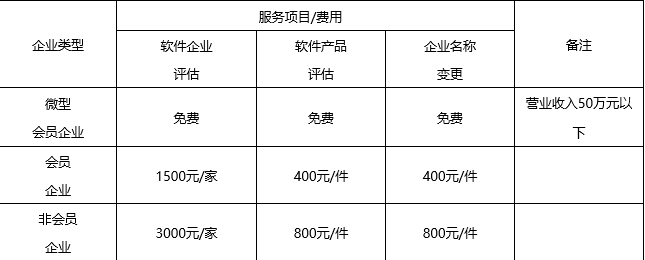 企业类型
服务项目/费用
备注
软件企业
评估
软件产品
评估
企业名称
变更
微型
会员企业
免费
免费
免费
营业收入50万元以
下
会员
企业
1500元/家
400元/件
400元/件
非会员
企业
3000元/家
800元/件
800元/件